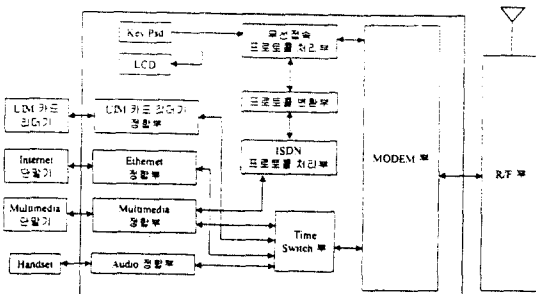 Key Pad
LCD
무선접속
프로토콜 처리부
프로토콜 변환부
ISDN
프로토콜 처리부
UIM 카드
리더기
UIM 카드 리더기
정합부
Internet
단말기
Ethernet
정합부
Multimedia
단말기
Multimedia
정합부
Handset
Audio 정합부
Time
Switch 부
MODEM 부
R/F 부